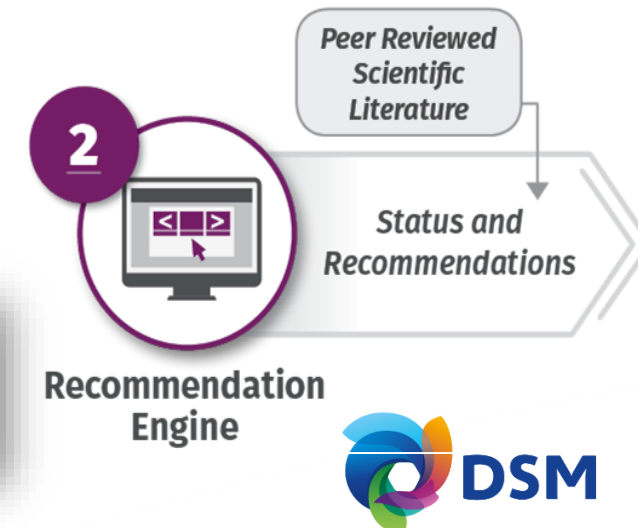 Peer Reviewed
Scientific
Literature
2
< >
Status and
Recommendations
Recommendation
Engine
DSM